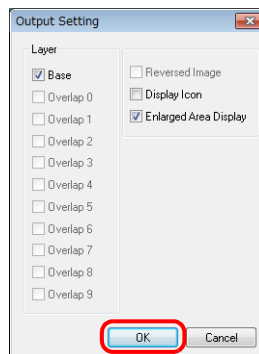 Output Setting
Layer
Base
Overlap 0
Overlap 1
Overlap 2
Overlap 3
Overlap 4
Overlap 5
Overlap 6
Overlap 7
Overlap 8
Overlap 9
Reversed Image
Display Icon
Enlarged Area Display
OK
Cancel